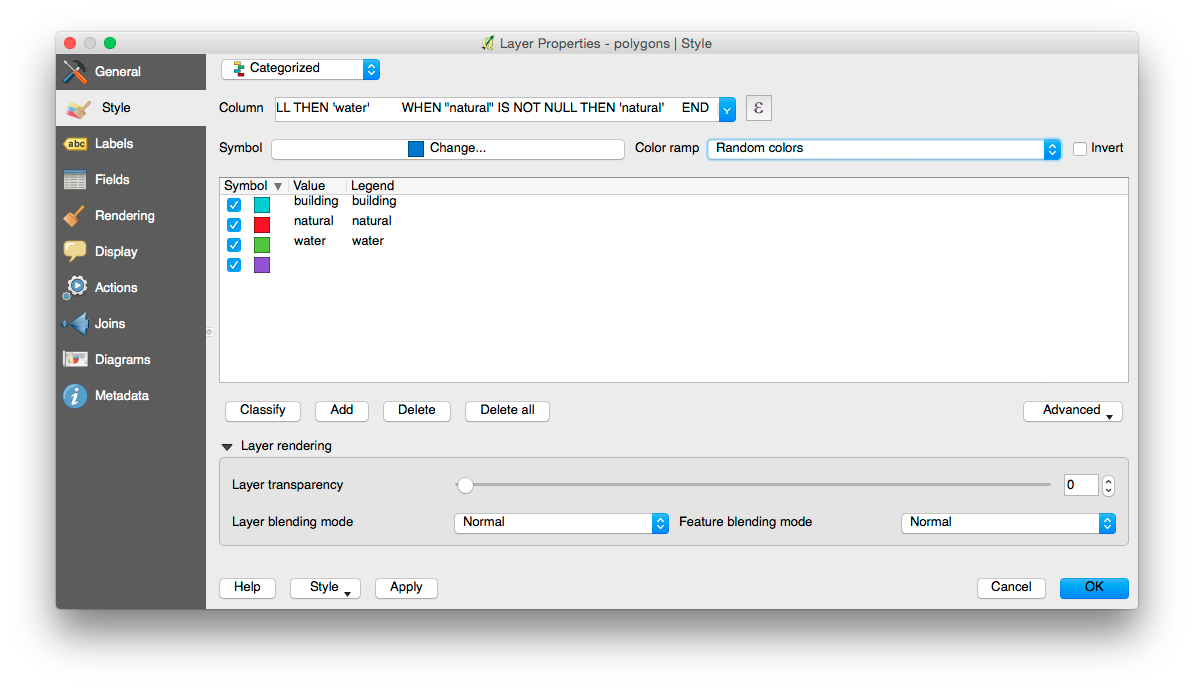 Layer Properties - polygons | Style
General
Style
abc Labels
Fields
Rendering
Display
Actions
Joins
Diagrams
Metadata
Categorized
Column LL THEN 'water' WHEN "natural" IS NOT NULL THEN 'natural' END ε
Symbol Change... Color ramp Random colors Invert
Symbol Value Legend
building building
natural natural
water water
Classify Add Delete Delete all Advanced
Layer rendering
Layer transparency 0
Layer blending mode Normal Feature blending mode Normal
Help Style Apply Cancel OK